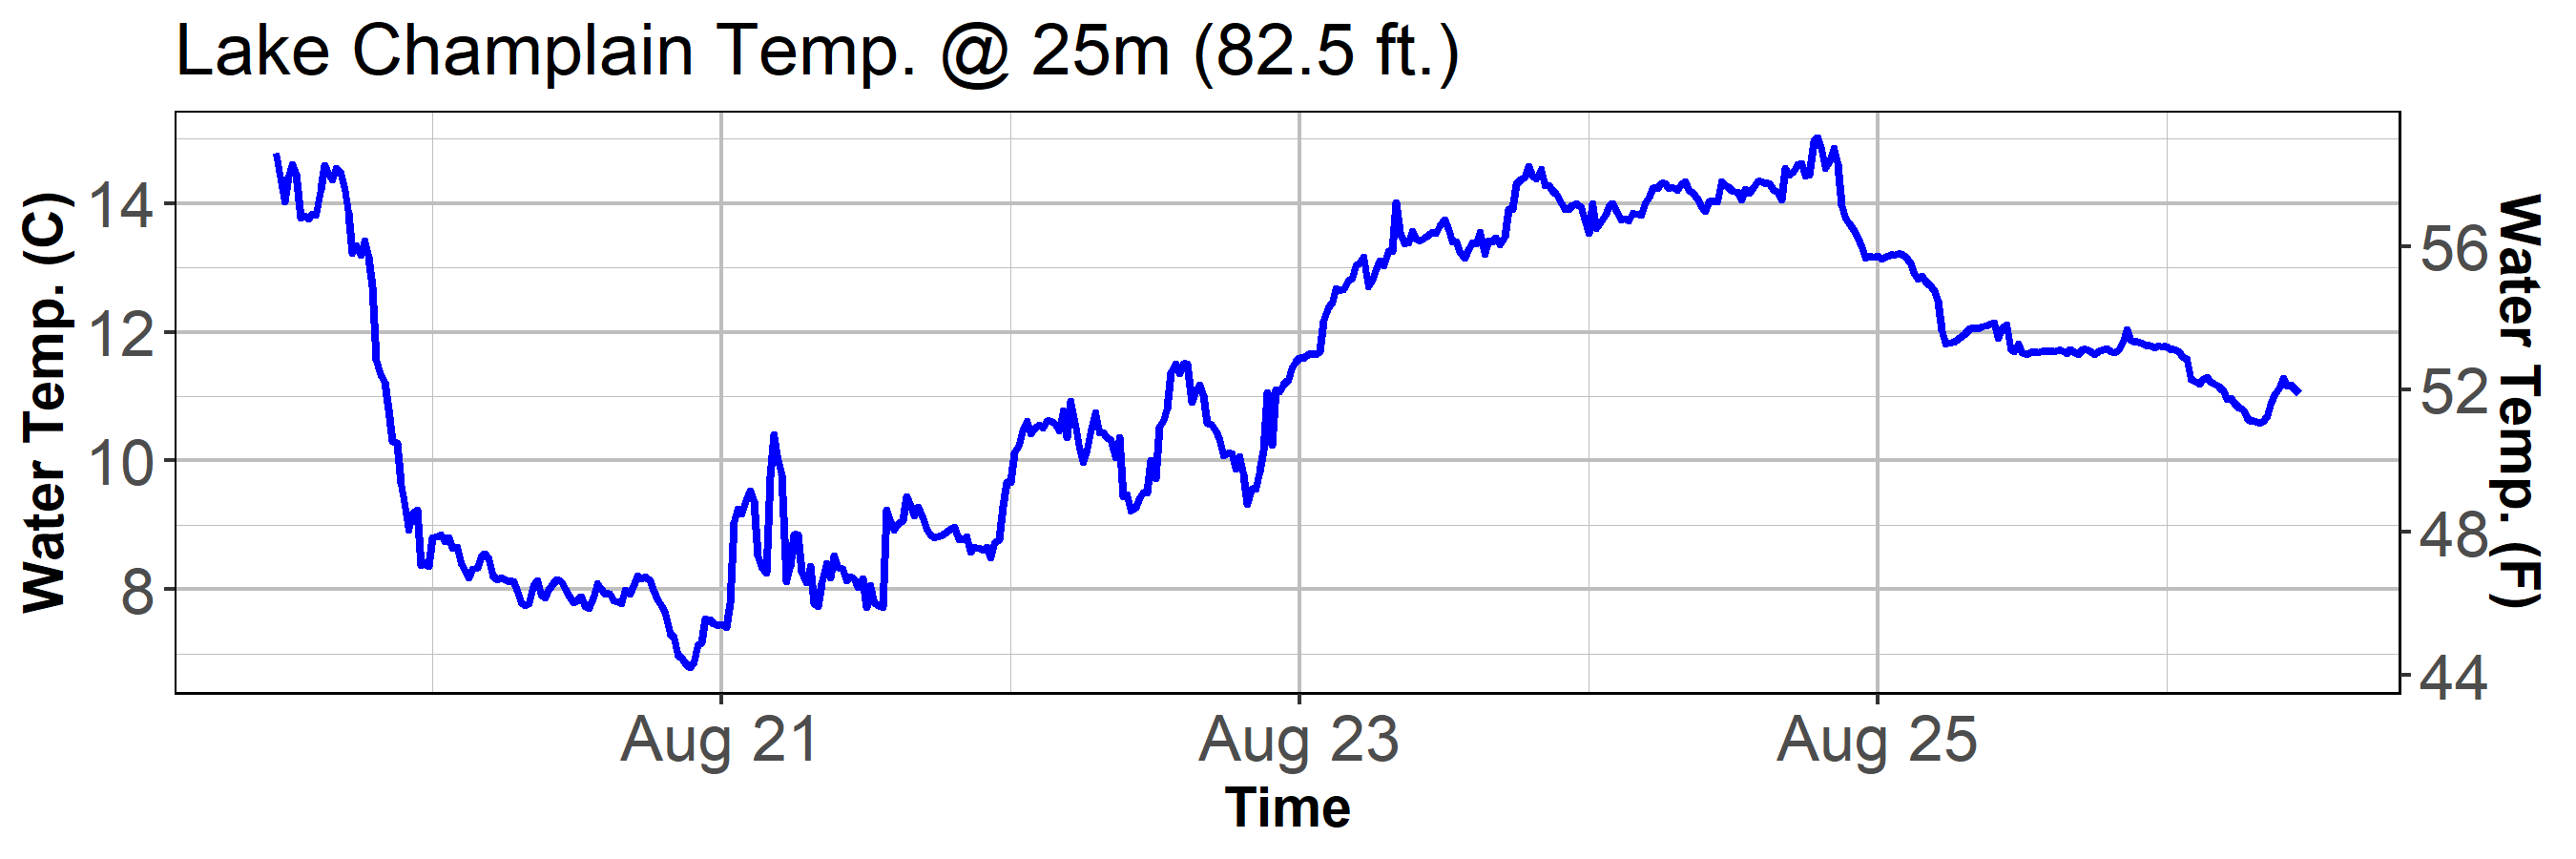 Lake Champlain Temp. @ 25m (82.5 ft.)
Water Temp. (C)
14
12
10
8
56
52
48
44
Water Temp. (F)
Aug 21 Aug 23 Aug 25
Time